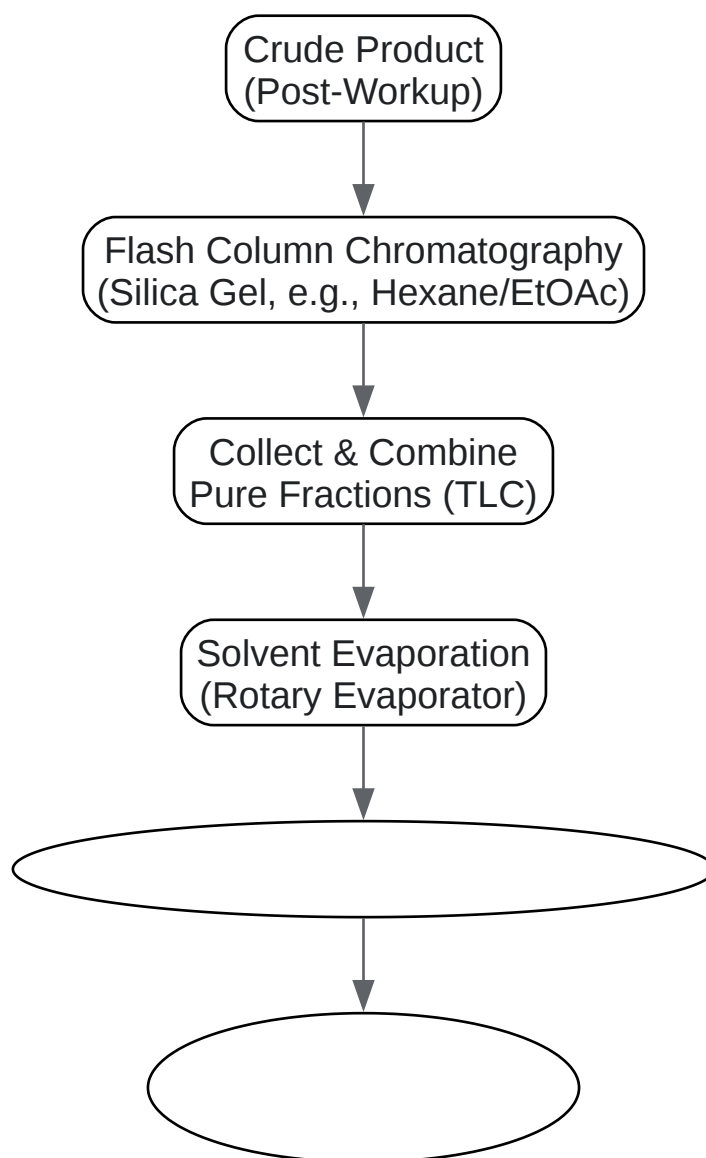 Crude Product
(Post-Workup)
Flash Column Chromatography
(Silica Gel, e.g., Hexane/EtOAc)
Collect & Combine
Pure Fractions (TLC)
Solvent Evaporation
(Rotary Evaporator)